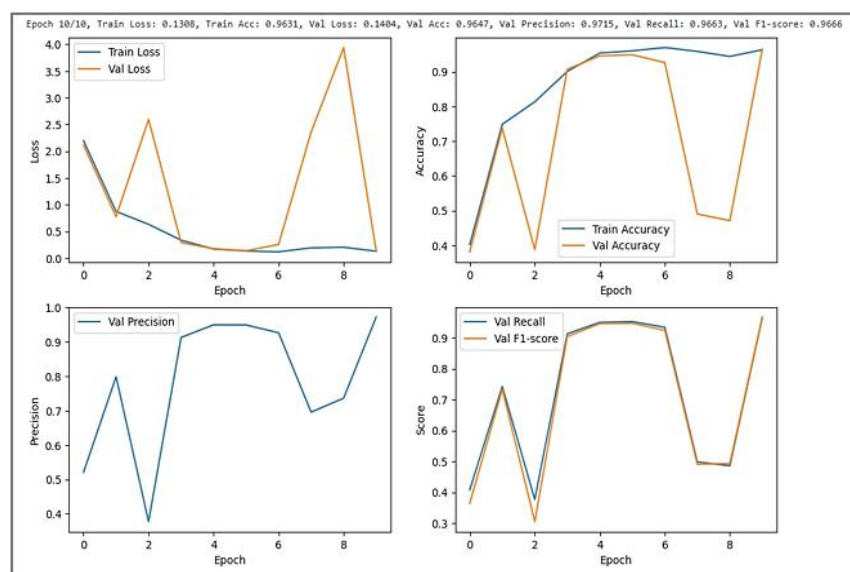 Epoch 10/10, Train Loss: 0.1308, Train Acc: 0.9631, Val Loss: 0.1404, Val Acc: 0.9647, Val Precision: 0.9715, Val Recall: 0.9663, Val F1-score: 0.9666
Train Loss
Val Loss
Loss
4.0
3.5
3.0
2.5
2.0
1.5
1.0
0.5
0.0
0 2 4 6 8
Epoch
Train Accuracy
Val Accuracy
Accuracy
0.9
0.8
0.7
0.6
0.5
0.4
0 2 4 6 8
Epoch
Val Precision
Precision
1.0
0.9
0.8
0.7
0.6
0.5
0.4
0 2 4 6 8
Epoch
Val Recall
Val F1-score
Score
0.9
0.8
0.7
0.6
0.5
0.4
0.3
0 2 4 6 8
Epoch